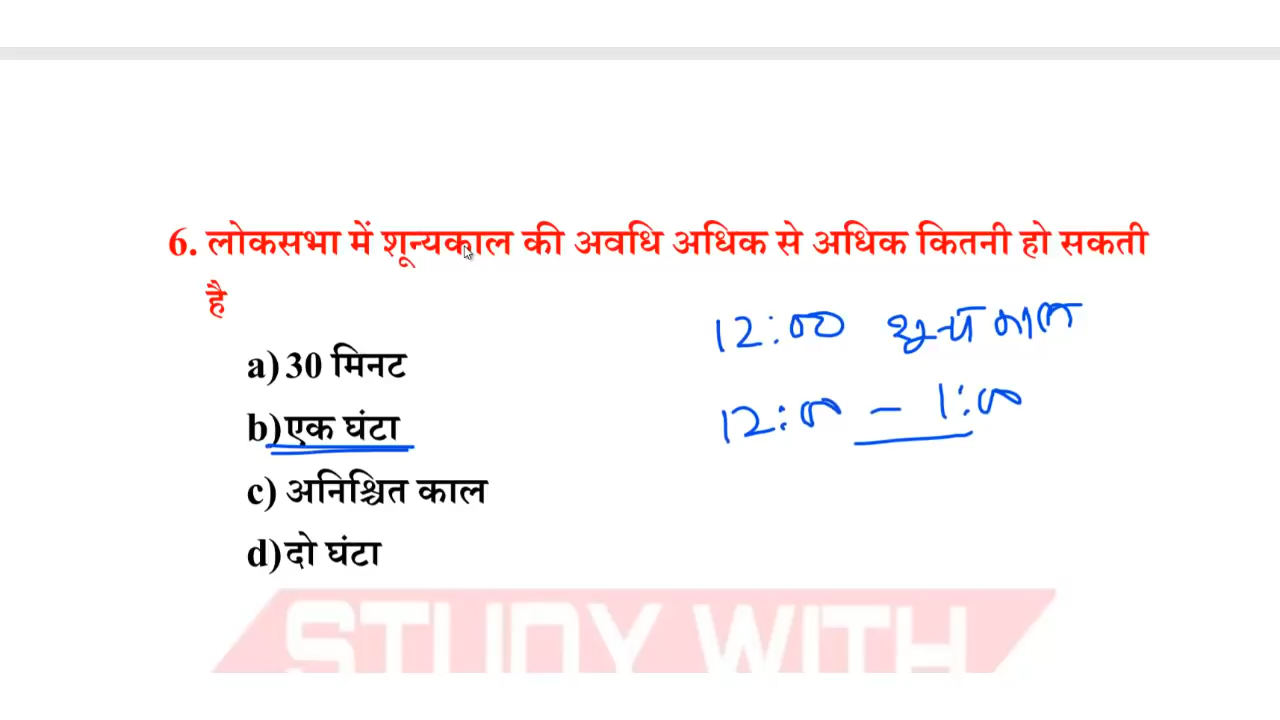 6. लोकसभा में शून्यकाल की अवधि अधिक से अधिक कितनी हो सकती
है
a) 30 मिनट
b) एक घंटा
c) अनिश्चित काल
d) दो घंटा
12:00 शून्य काल
12:00 – 1:00
STUDY WITH